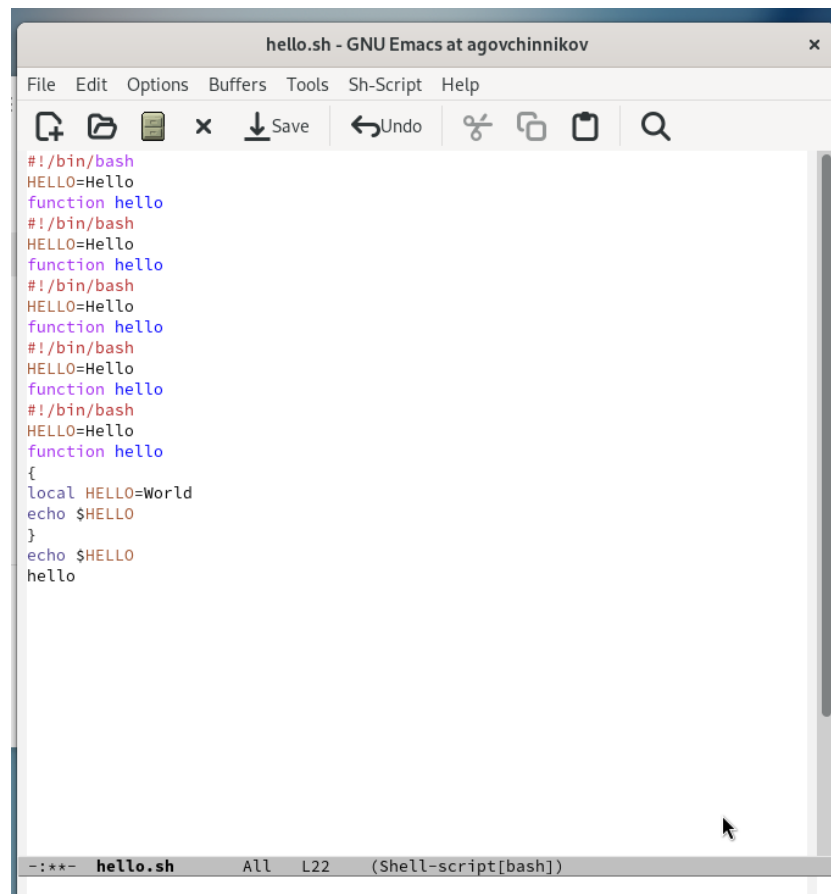 hello.sh - GNU Emacs at agovchinnikov
File Edit Options Buffers Tools Sh-Script Help
Save Undo
#!/bin/bash
HELLO=Hello
function hello
#!/bin/bash
HELLO=Hello
function hello
#!/bin/bash
HELLO=Hello
function hello
#!/bin/bash
HELLO=Hello
function hello
#!/bin/bash
HELLO=Hello
function hello
{
local HELLO=World
echo $HELLO
}
echo $HELLO
hello
-:**- hello.sh All L22 (Shell-script[bash])